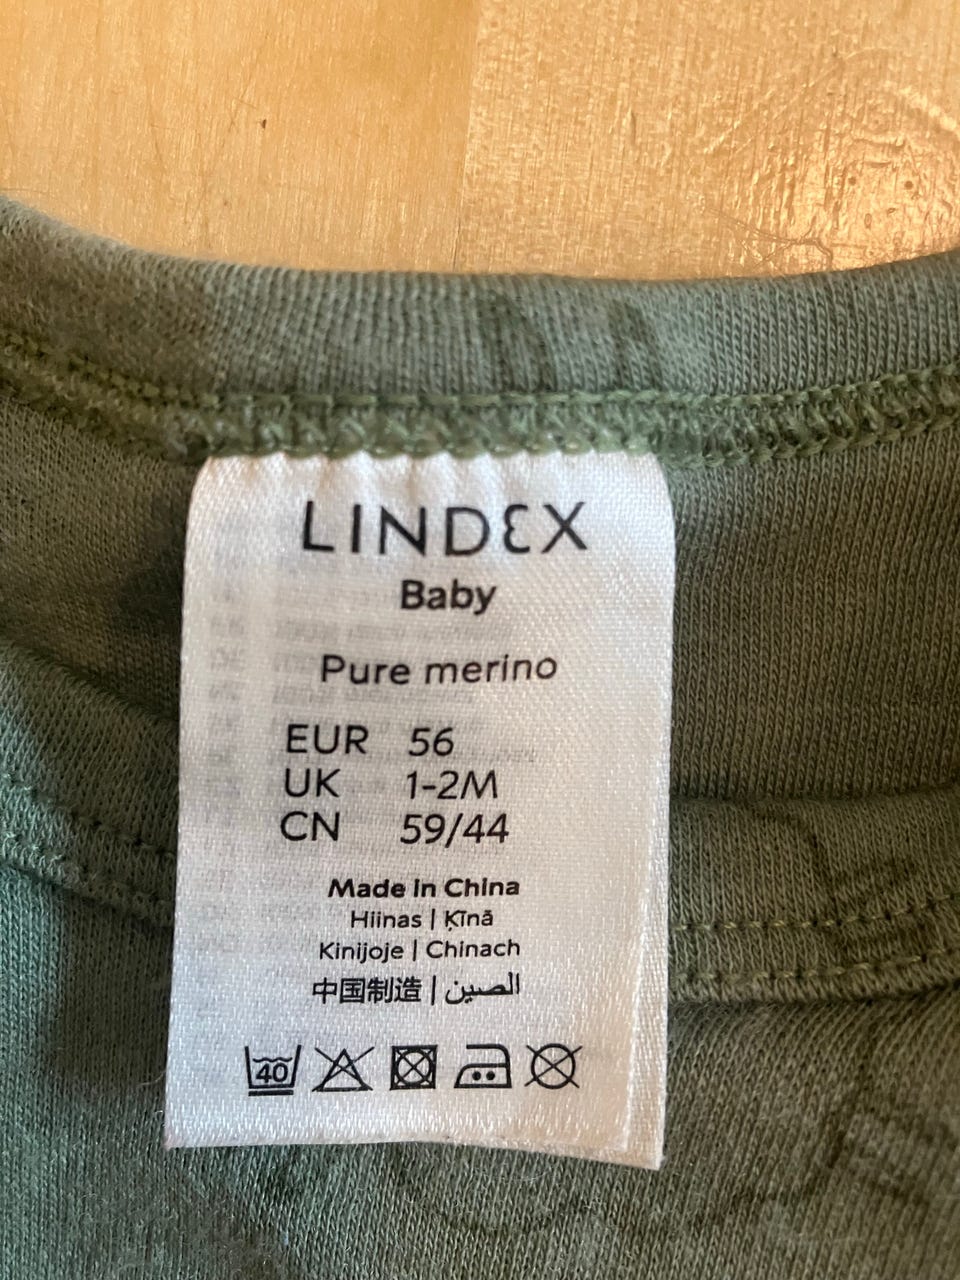 LINDEX
Baby
Pure merino
EUR 56
UK 1-2M
CN 59/44
Made in China
Hiinas | Ķīnā
Kinijoje | Chinach
中国制造 | الصين
40